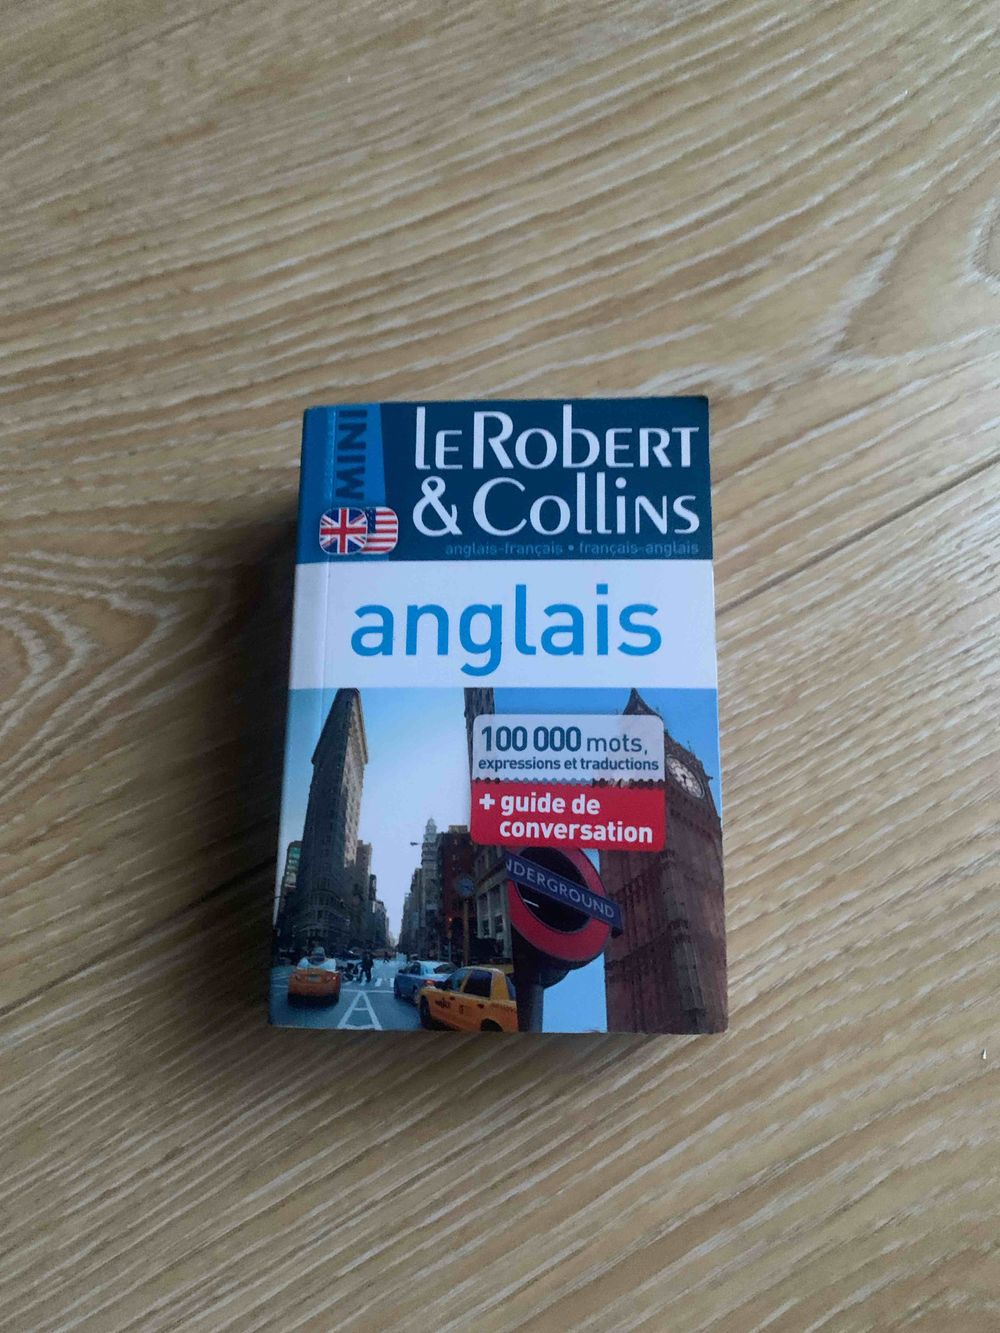 MINI
le Robert
& Collins
anglais-français • français-anglais
anglais
100 000 mots,
expressions et traductions
+ guide de
conversation
NDERGROUND